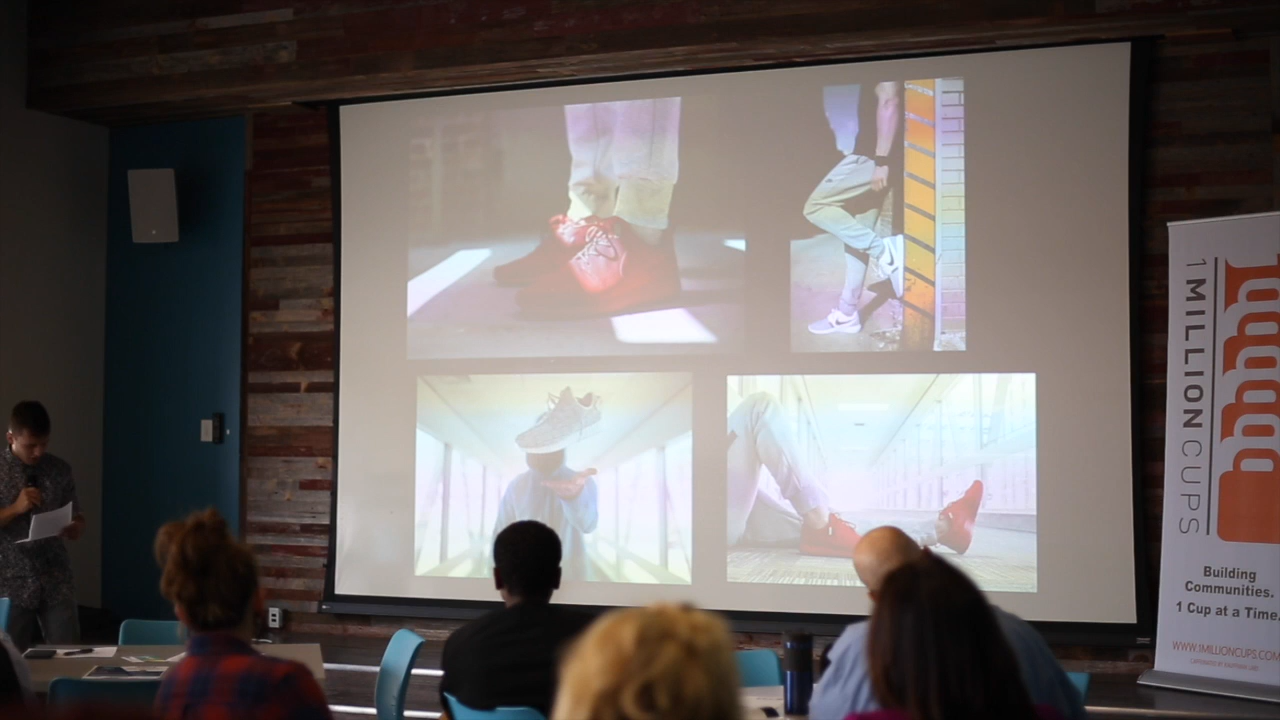 1MILLIONCUPS
Building
Communities.
1 Cup at a Time.
WWW.1MILLIONCUPS.COM